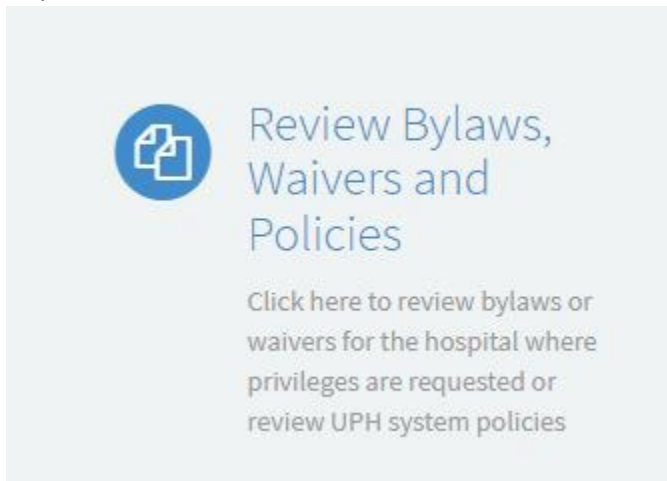 Review Bylaws,
Waivers and
Policies
Click here to review bylaws or
waivers for the hospital where
privileges are requested or
review UPH system policies